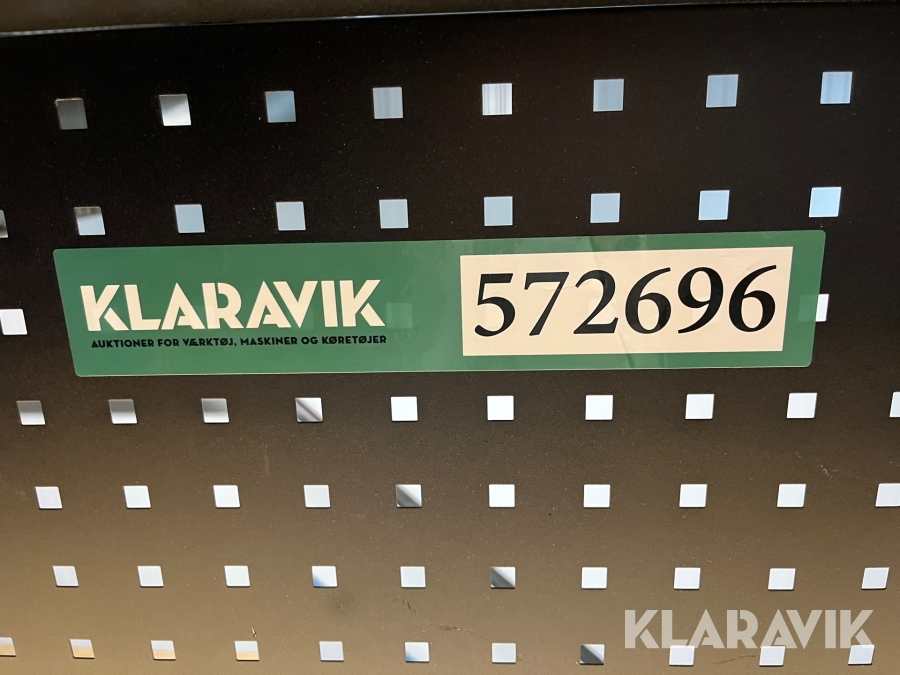 KLARAVIK
AUKTIONER FOR VÆRKTØJ, MASKINER OG KØRETØJER
572696
KLARAVIK